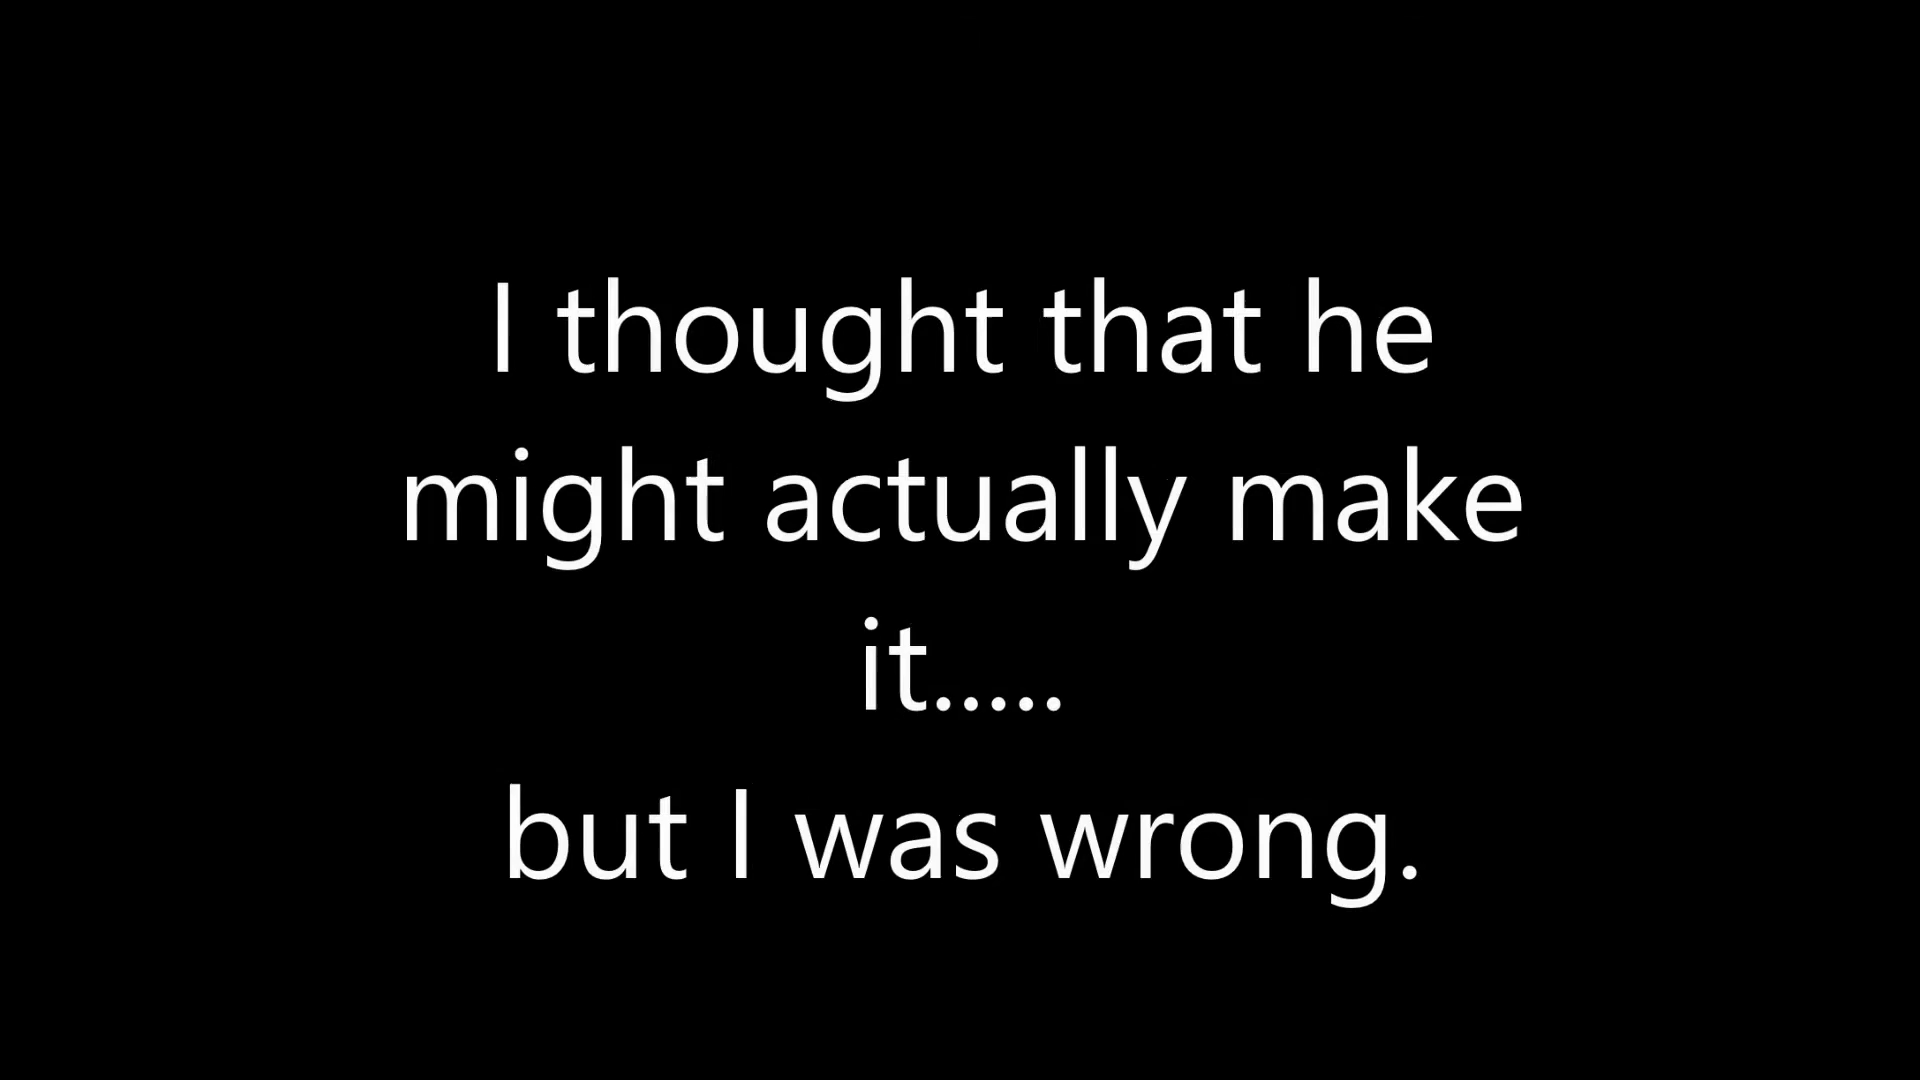 I thought that he
might actually make
it.....
but I was wrong.